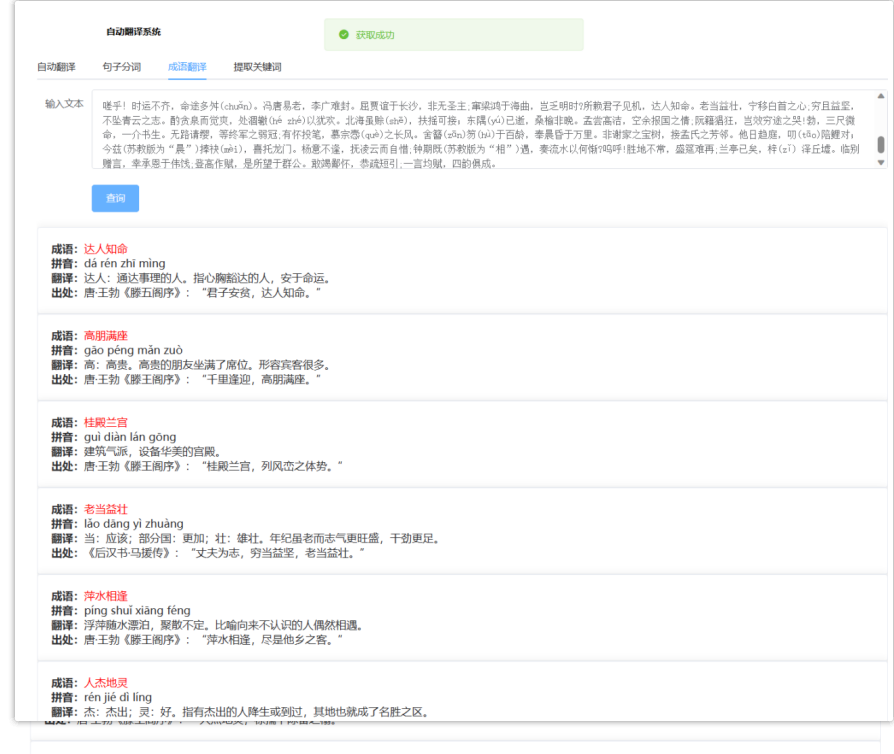 自动翻译系统
获取成功
自动翻译 句子分词 成语翻译 提取关键词
输入文本
嗟乎！时运不齐，命途多舛(chuǎn)。冯唐易老，李广难封。屈贾谊于长沙，非无圣主;窜梁鸿于海曲，岂乏明时?所赖君子见机，达人知命。老当益壮，宁移白首之心;穷且益坚，
不坠青云之志。酌贪泉而觉爽，处涸辙(hé zhé)以犹欢。北海虽赊(shē)，扶摇可接；东隅(yú)已逝，桑榆非晚。孟尝高洁，空余报国之情;阮籍猖狂，岂效穷途之哭!勃，三尺微
命，一介书生。无路请缨，等终军之弱冠;有怀投笔，慕宗悫(què)之长风。舍簪(zān)笏(hù)于百龄，奉晨昏于万里。非谢家之宝树，接孟氏之芳邻。他日趋庭，叨(tāo)陪鲤对；
今兹(苏教版为“晨”)捧袂(mèi)，喜托龙门。杨意不逢，抚凌云而自惜;钟期既(苏教版为“相”)遇，奏流水以何惭?呜呼!胜地不常，盛筵难再;兰亭已矣，梓(zǐ) 泽丘墟。临别
赠言，幸承恩于伟饯;登高作赋，是所望于群公。敢竭鄙怀，恭疏短引;一言均赋，四韵俱成。
查词
成语：达人知命
拼音：dá rén zhī mìng
翻译：达人：通达事理的人。指心胸豁达的人，安于命运。
出处：唐·王勃《滕王阁序》：“君子安贫，达人知命。”
成语：高朋满座
拼音：gāo péng mǎn zuò
翻译：高：高贵。高贵的朋友坐满了席位。形容宾客很多。
出处：唐·王勃《滕王阁序》：“千里逢迎，高朋满座。”
成语：桂殿兰宫
拼音：guì diàn lán gōng
翻译：建筑气派，设备华美的宫殿。
出处：唐·王勃《滕王阁序》：“桂殿兰宫，列冈峦之体势。”
成语：老当益壮
拼音：lǎo dāng yì zhuàng
翻译：当：应该；部分国：更加；壮：雄壮。年纪虽老而志气更旺盛，干劲更足。
出处：《后汉书·马援传》：“丈夫为志，穷当益坚，老当益壮。”
成语：萍水相逢
拼音：píng shuǐ xiāng féng
翻译：浮萍随水漂泊，聚散不定。比喻向来不认识的人偶然相遇。
出处：唐·王勃《滕王阁序》：“萍水相逢，尽是他乡之客。”
成语：人杰地灵
拼音：rén jié dì líng
翻译：杰：杰出；灵：好。指有杰出的人降生或到过，其地也就成了名胜之区。